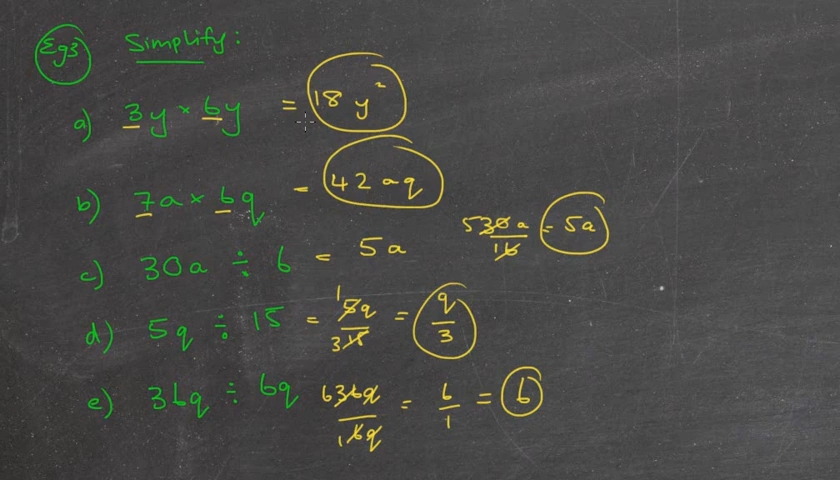 Eg3 Simplify:
a) 3y × 6y = 18y²
b) 7a × 6q = 42aq
c) 30a ÷ 6 = 5a 5 30a/1 6 = 5a
d) 5q ÷ 15 = 1 5q/3 15 = q/3
e) 36q ÷ 6q 6 36q/1 6q = 6/1 = 6